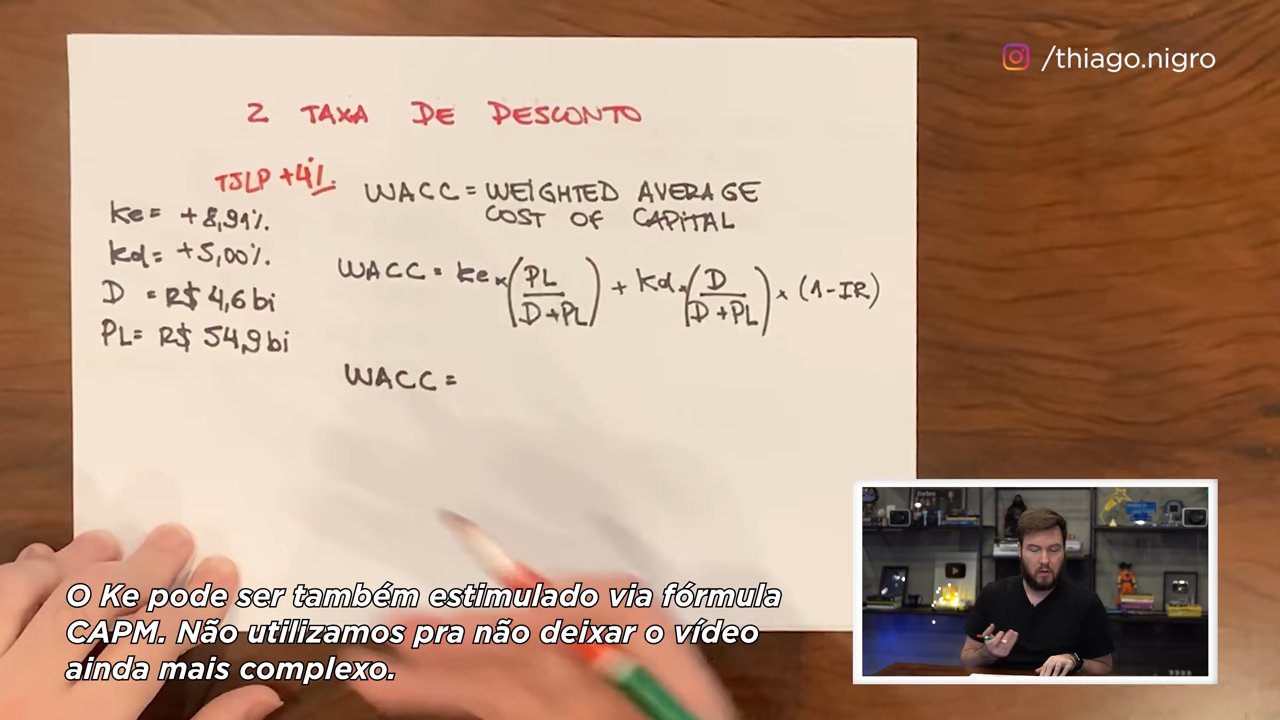 /thiago.nigro
2 TAXA DE DESCONTO
TJLP +4%
WACC = WEIGHTED AVERAGE
COST OF CAPITAL
Ke = +8,91%.
Kd = +5,00%.
D = R$ 4,6 bi
PL = R$ 54,9 bi
WACC = Ke x (PL / D+PL) + Kd x (D / D+PL) x (1-IR)
WACC =
O Ke pode ser também estimulado via fórmula
CAPM. Não utilizamos pra não deixar o vídeo
ainda mais complexo.
Forbes